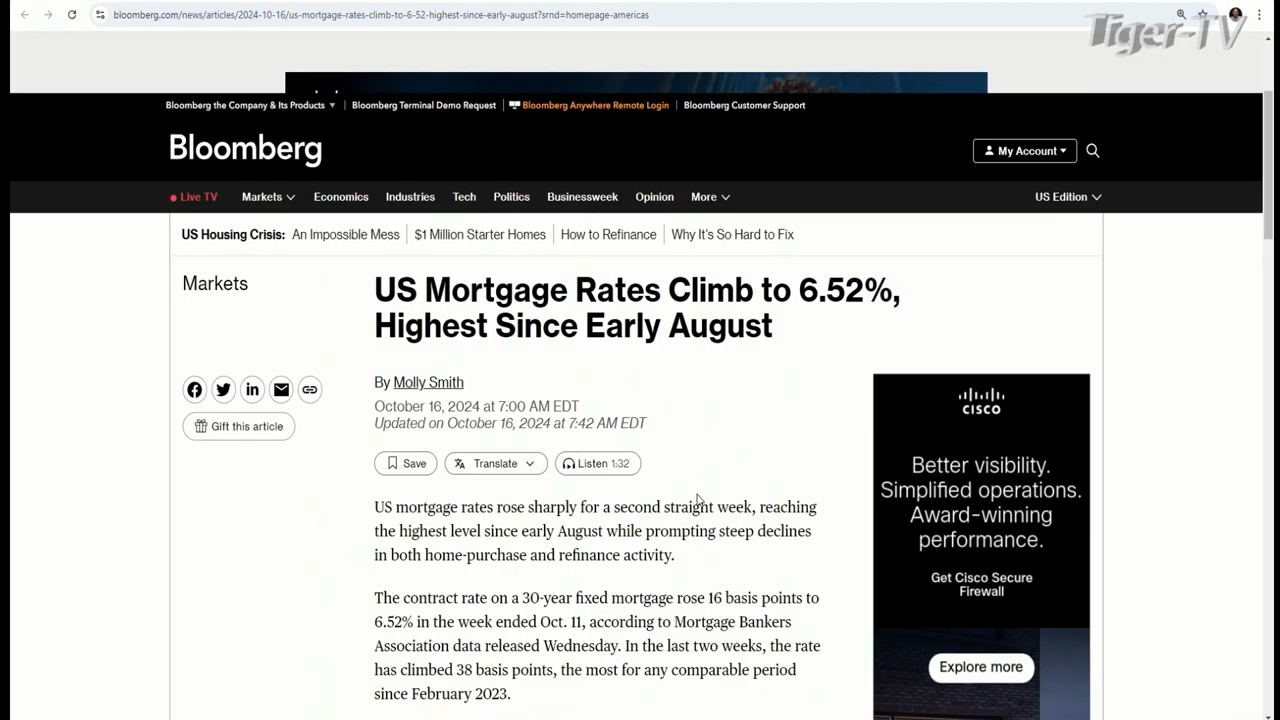 bloomberg.com/news/articles/2024-10-16/us-mortgage-rates-climb-to-6-52-highest-since-early-august?srnd=homepage-americas
Tiger-TV
Bloomberg the Company & Its Products
Bloomberg Terminal Demo Request
Bloomberg Anywhere Remote Login
Bloomberg Customer Support
Bloomberg
My Account
Live TV
Markets
Economics
Industries
Tech
Politics
Businessweek
Opinion
More
US Edition
US Housing Crisis: An Impossible Mess
$1 Million Starter Homes
How to Refinance
Why It's So Hard to Fix
Markets
US Mortgage Rates Climb to 6.52%,
Highest Since Early August
By Molly Smith
October 16, 2024 at 7:00 AM EDT
Updated on October 16, 2024 at 7:42 AM EDT
Gift this article
Save
Translate
Listen 1:32
US mortgage rates rose sharply for a second straight week, reaching
the highest level since early August while prompting steep declines
in both home-purchase and refinance activity.
The contract rate on a 30-year fixed mortgage rose 16 basis points to
6.52% in the week ended Oct. 11, according to Mortgage Bankers
Association data released Wednesday. In the last two weeks, the rate
has climbed 38 basis points, the most for any comparable period
since February 2023.
CISCO
Better visibility.
Simplified operations.
Award-winning
performance.
Get Cisco Secure
Firewall
Explore more